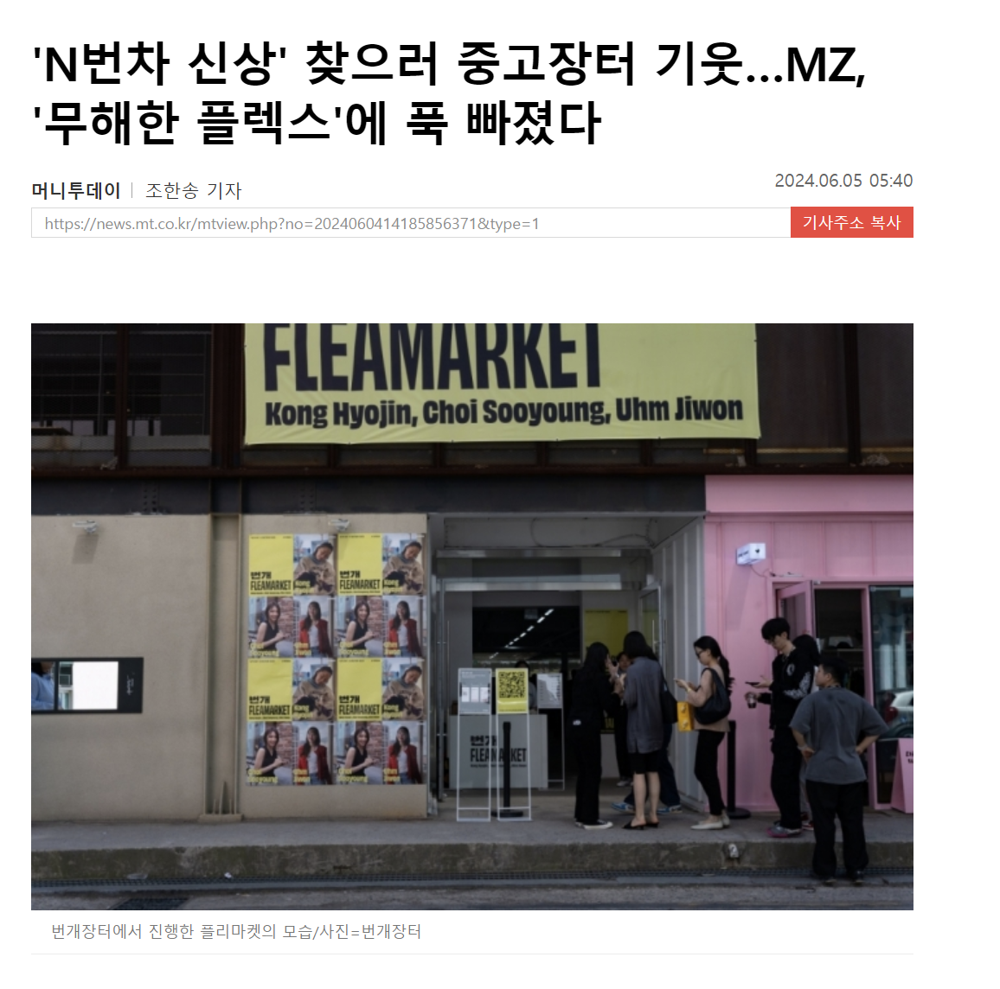 'N번차 신상' 찾으러 중고장터 기웃…MZ,
'무해한 플렉스'에 푹 빠졌다
머니투데이 | 조한송 기자
2024.06.05 05:40
https://news.mt.co.kr/mtview.php?no=2024060414185856371&type=1
기사주소 복사
FLEAMARKET
Kong Hyojin, Choi Sooyoung, Uhm Jiwon
번개
FLEAMARKET
번개
FLEAMARKET
번개
FLEAMARKET
번개
FLEAMARKET
번개
FLEAMARKET
번개장터에서 진행한 플리마켓의 모습/사진=번개장터